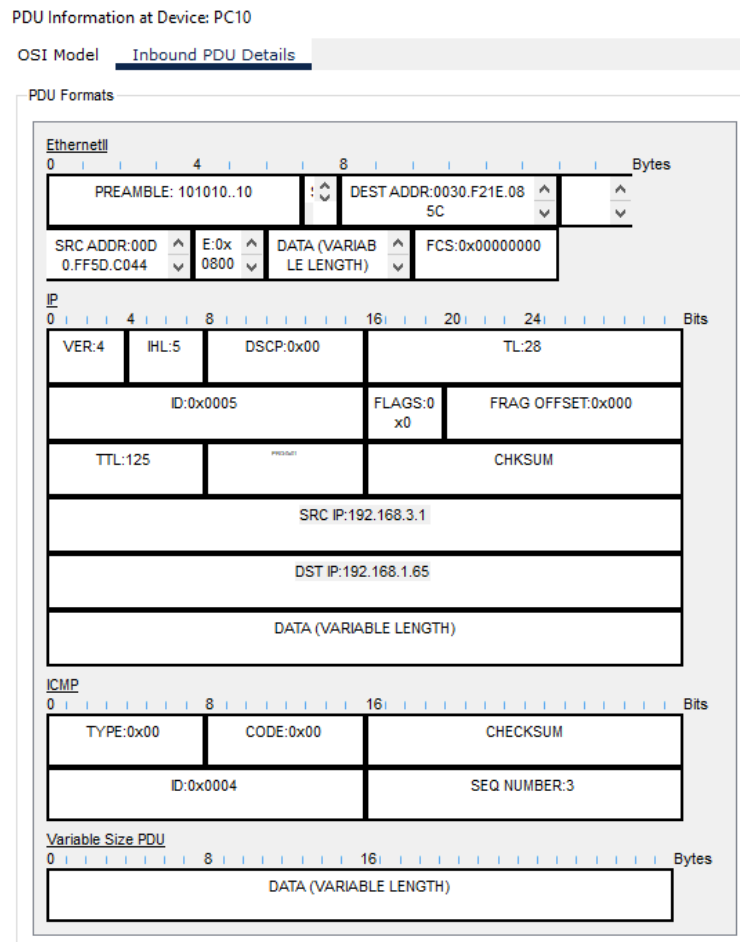 PDU Information at Device: PC10
OSI Model Inbound PDU Details
PDU Formats
EthernetII
0 4 8 Bytes
PREAMBLE: 101010..10
DEST ADDR:0030.F21E.08
5C
SRC ADDR:00D
0.FF5D.C044
E:0x
0800
DATA (VARIAB
LE LENGTH)
FCS:0x00000000
IP
0 4 8 16 20 24 Bits
VER:4 IHL:5 DSCP:0x00 TL:28
ID:0x0005 FLAGS:0
x0
FRAG OFFSET:0x000
TTL:125 PRO:0x01 CHKSUM
SRC IP:192.168.3.1
DST IP:192.168.1.65
DATA (VARIABLE LENGTH)
ICMP
0 8 16 Bits
TYPE:0x00 CODE:0x00 CHECKSUM
ID:0x0004 SEQ NUMBER:3
Variable Size PDU
0 8 16 Bytes
DATA (VARIABLE LENGTH)